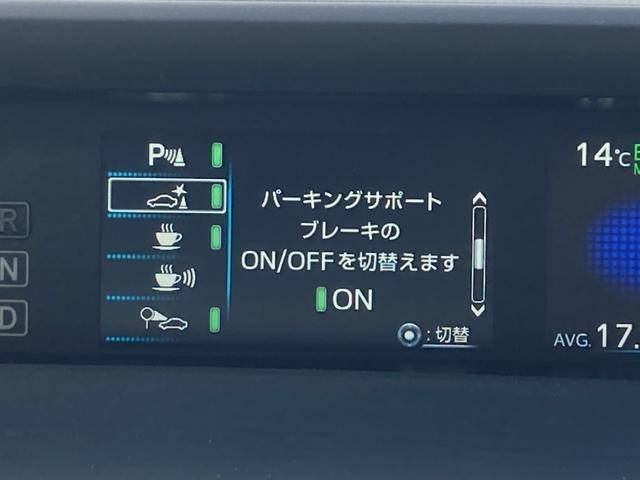 P
パーキングサポート
ブレーキの
ON/OFFを切替えます
ON
:切替
R
N
D
14℃
AVG. 17.